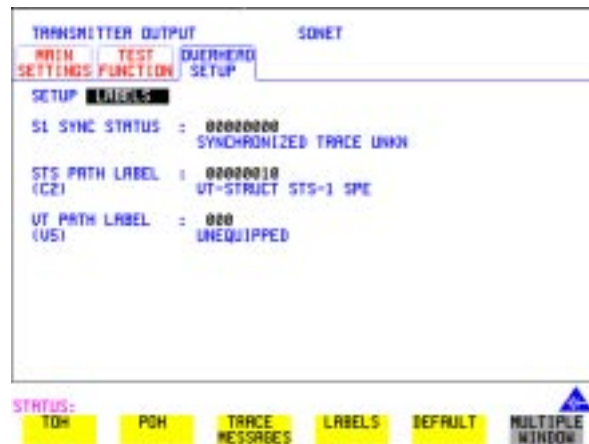 TRANSMITTER OUTPUT SONET
MAIN SETTINGS TEST FUNCTION OVERHEAD SETUP
SETUP LABELS
S1 SYNC STATUS : 00000000
SYNCHRONIZED TRACE UNKN
STS PATH LABEL : 00000010
(C2) VT-STRUCT STS-1 SPE
VT PATH LABEL : 000
(V5) UNEQUIPPED
STATUS:
TOH POH TRACE MESSAGES LABELS DEFAULT MULTIPLE WINDOW